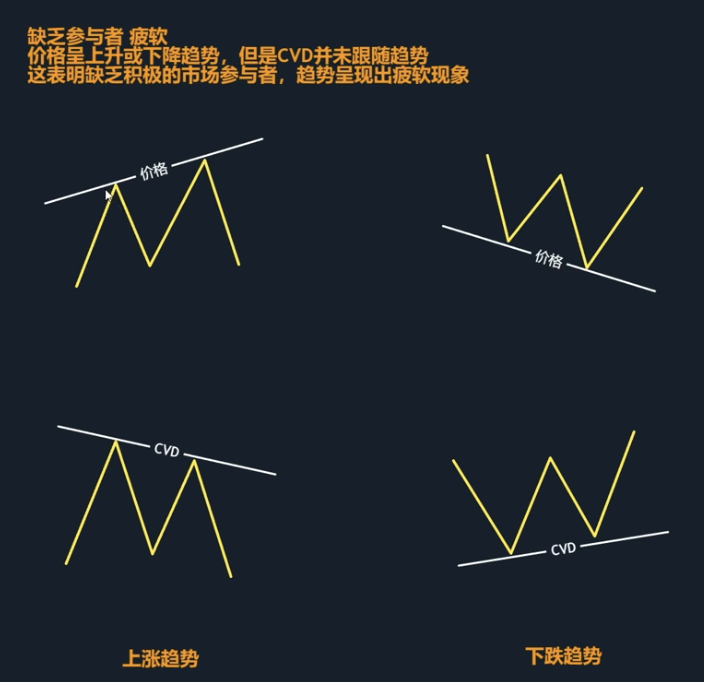 缺乏参与者 疲软
价格呈上升或下降趋势，但是CVD并未跟随趋势
这表明缺乏积极的市场参与者，趋势呈现出疲软现象
价格
价格
CVD
CVD
上涨趋势
下跌趋势